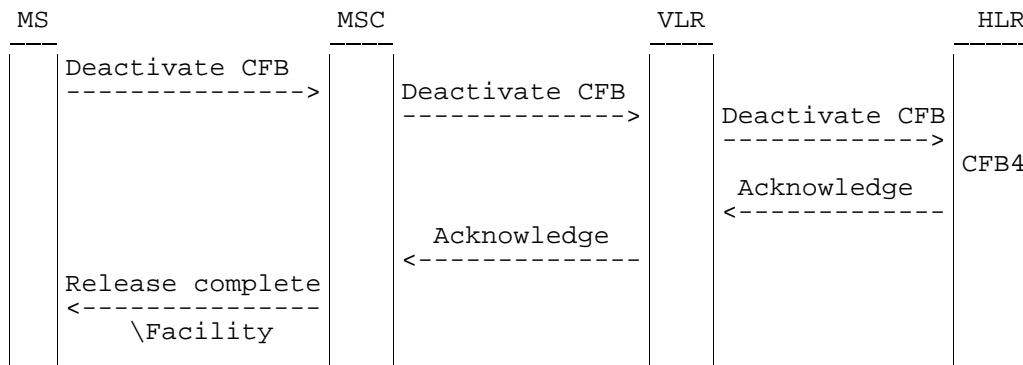 MS MSC VLR HLR
Deactivate CFB
---------------> Deactivate CFB
--------------> Deactivate CFB
------------->
CFB4
Acknowledge
<-------------
Acknowledge
<--------------
Release complete
<---------------
\Facility